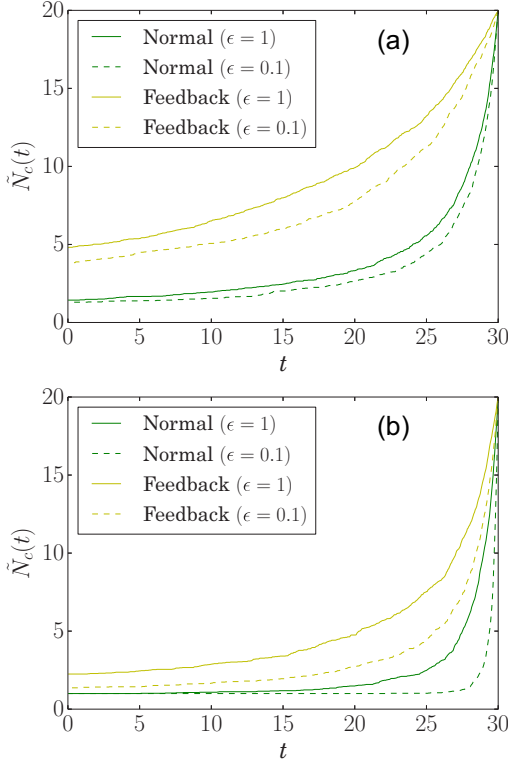 20
15
10
5
0
Ñ_c(t)
Normal (ϵ = 1)
Normal (ϵ = 0.1)
Feedback (ϵ = 1)
Feedback (ϵ = 0.1)
(a)
0 5 10 15 20 25 30
t
20
15
10
5
0
Ñ_c(t)
Normal (ϵ = 1)
Normal (ϵ = 0.1)
Feedback (ϵ = 1)
Feedback (ϵ = 0.1)
(b)
0 5 10 15 20 25 30
t